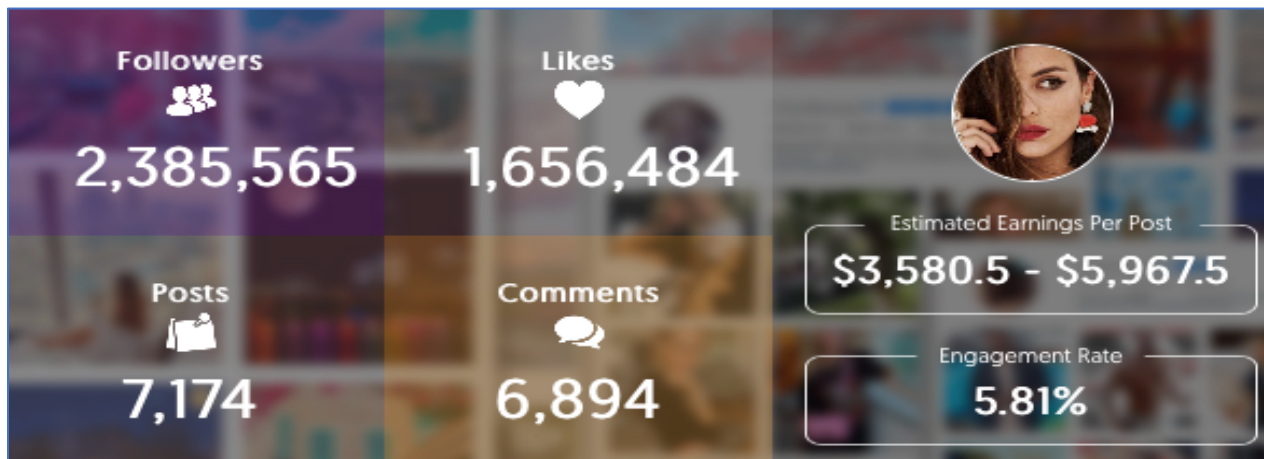 Followers
2,385,565
Likes
1,656,484
Posts
7,174
Comments
6,894
Estimated Earnings Per Post
$3,580.5 - $5,967.5
Engagement Rate
5.81%